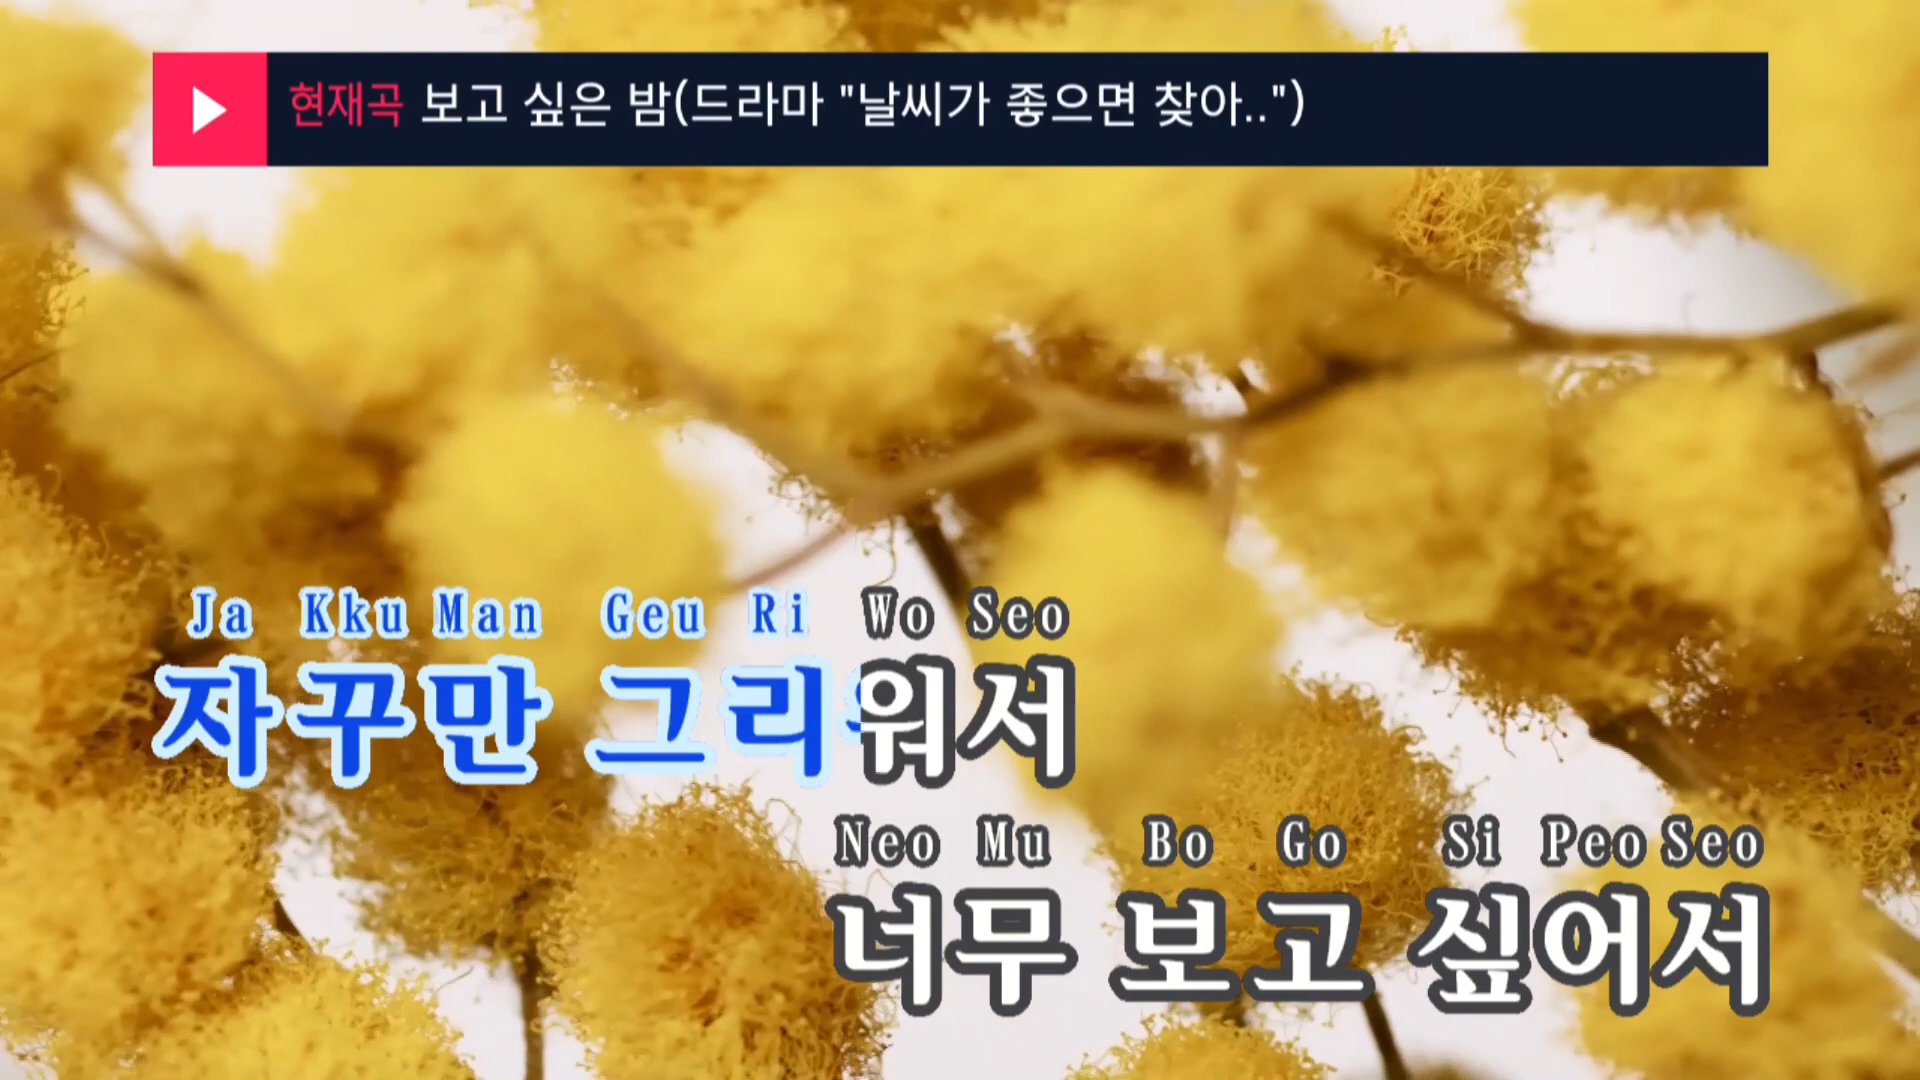 현재곡 보고 싶은 밤(드라마 "날씨가 좋으면 찾아..")
Ja Kku Man Geu Ri Wo Seo
자꾸만 그리워서
Neo Mu Bo Go Si Peo Seo
너무 보고 싶어서